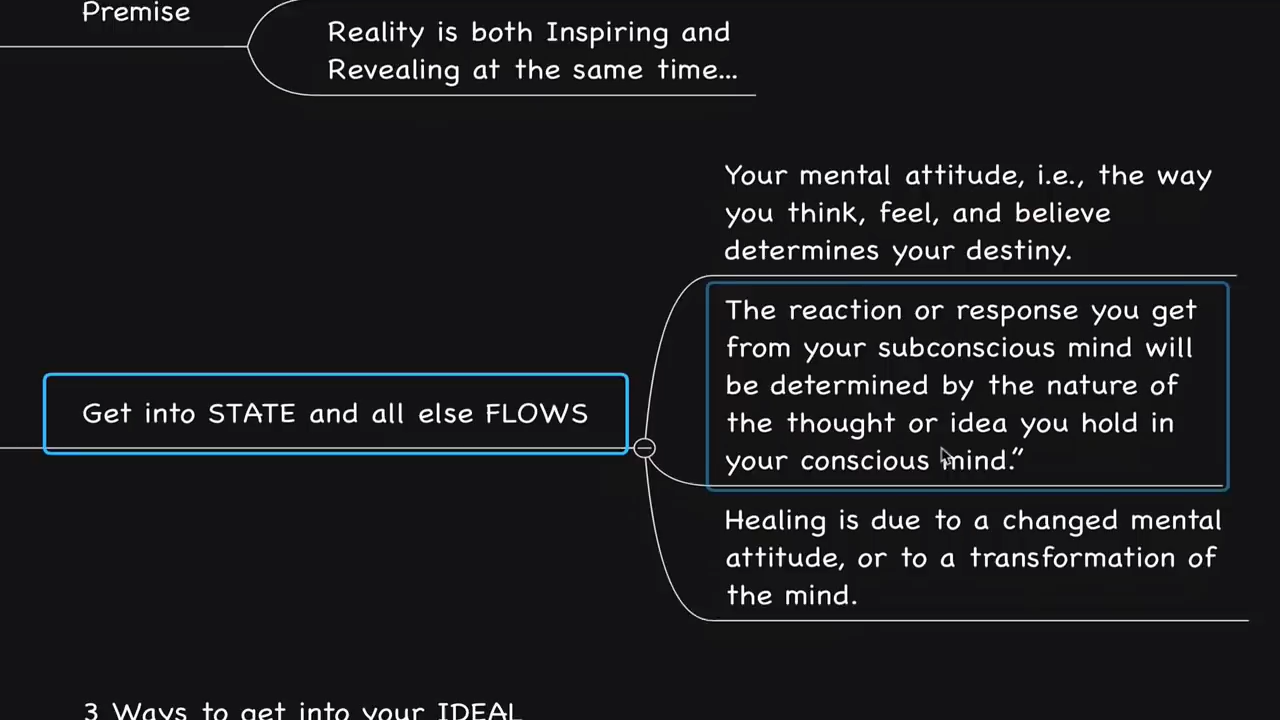 Premise
Reality is both Inspiring and
Revealing at the same time...
Your mental attitude, i.e., the way
you think, feel, and believe
determines your destiny.
The reaction or response you get
from your subconscious mind will
be determined by the nature of
the thought or idea you hold in
your conscious mind.”
Get into STATE and all else FLOWS
Healing is due to a changed mental
attitude, or to a transformation of
the mind.
3 Ways to get into your IDEAL